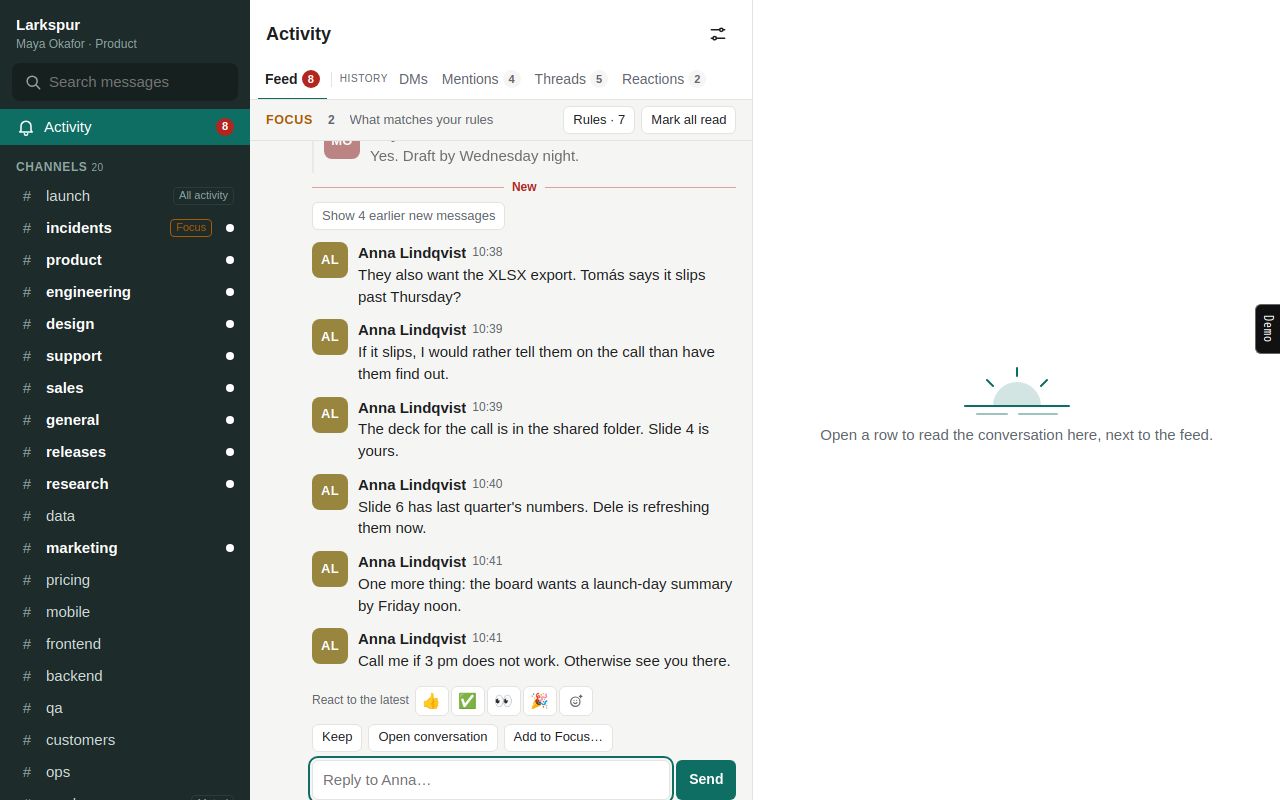 Larkspur
Maya Okafor · Product
Search messages
Activity
8
CHANNELS 20
# launch
All activity
# incidents
Focus
# product
# engineering
# design
# support
# sales
# general
# releases
# research
# data
# marketing
# pricing
# mobile
# frontend
# backend
# qa
# customers
# ops
Activity
Feed 8
HISTORY
DMs
Mentions 4
Threads 5
Reactions 2
FOCUS 2 What matches your rules
Rules · 7
Mark all read
Yes. Draft by Wednesday night.
New
Show 4 earlier new messages
AL
Anna Lindqvist 10:38
They also want the XLSX export. Tomás says it slips
past Thursday?
AL
Anna Lindqvist 10:39
If it slips, I would rather tell them on the call than have
them find out.
AL
Anna Lindqvist 10:39
The deck for the call is in the shared folder. Slide 4 is
yours.
AL
Anna Lindqvist 10:40
Slide 6 has last quarter's numbers. Dele is refreshing
them now.
AL
Anna Lindqvist 10:41
One more thing: the board wants a launch-day summary
by Friday noon.
AL
Anna Lindqvist 10:41
Call me if 3 pm does not work. Otherwise see you there.
React to the latest
Keep
Open conversation
Add to Focus…
Reply to Anna…
Send
Open a row to read the conversation here, next to the feed.
Demo